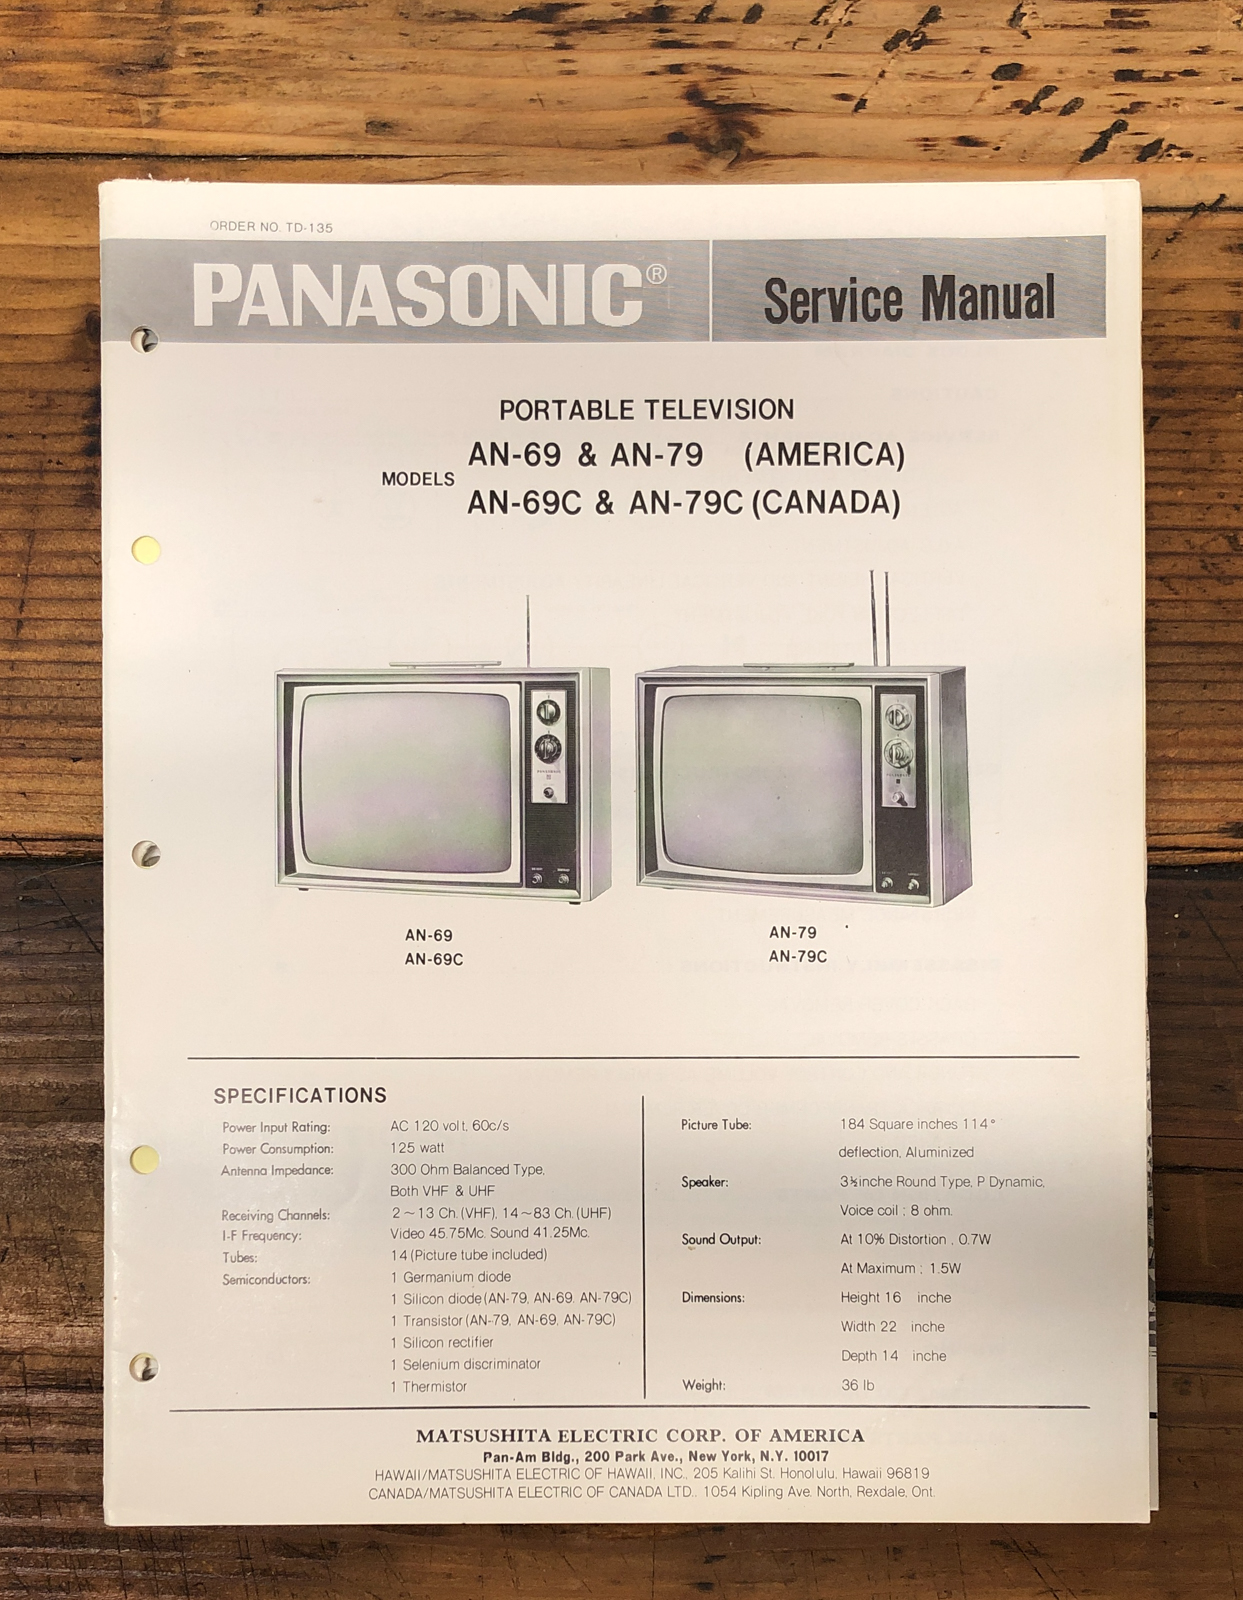 ORDER NO. TD-135
PANASONIC® Service Manual
PORTABLE TELEVISION
MODELS
AN-69 & AN-79 (AMERICA)
AN-69C & AN-79C (CANADA)
PANASONIC
PANASONIC
AN-69
AN-69C
AN-79
AN-79C
SPECIFICATIONS
Power Input Rating: AC 120 volt, 60c/s
Power Consumption: 125 watt
Antenna Impedance: 300 Ohm Balanced Type,
Both VHF & UHF
Receiving Channels: 2~13 Ch. (VHF), 14~83 Ch. (UHF)
I-F Frequency: Video 45.75Mc. Sound 41.25Mc.
Tubes: 14 (Picture tube included)
Semiconductors: 1 Germanium diode
1 Silicon diode (AN-79, AN-69, AN-79C)
1 Transistor (AN-79, AN-69, AN-79C)
1 Silicon rectifier
1 Selenium discriminator
1 Thermistor
Picture Tube: 184 Square inches 114°
deflection, Aluminized
Speaker: 3½inche Round Type, P Dynamic,
Voice coil : 8 ohm.
Sound Output: At 10% Distortion , 0.7W
At Maximum : 1.5W
Dimensions: Height 16 inche
Width 22 inche
Depth 14 inche
Weight: 36 lb
MATSUSHITA ELECTRIC CORP. OF AMERICA
Pan-Am Bldg., 200 Park Ave., New York, N.Y. 10017
HAWAII/MATSUSHITA ELECTRIC OF HAWAII, INC., 205 Kalihi St. Honolulu, Hawaii 96819
CANADA/MATSUSHITA ELECTRIC OF CANADA LTD., 1054 Kipling Ave. North, Rexdale, Ont.